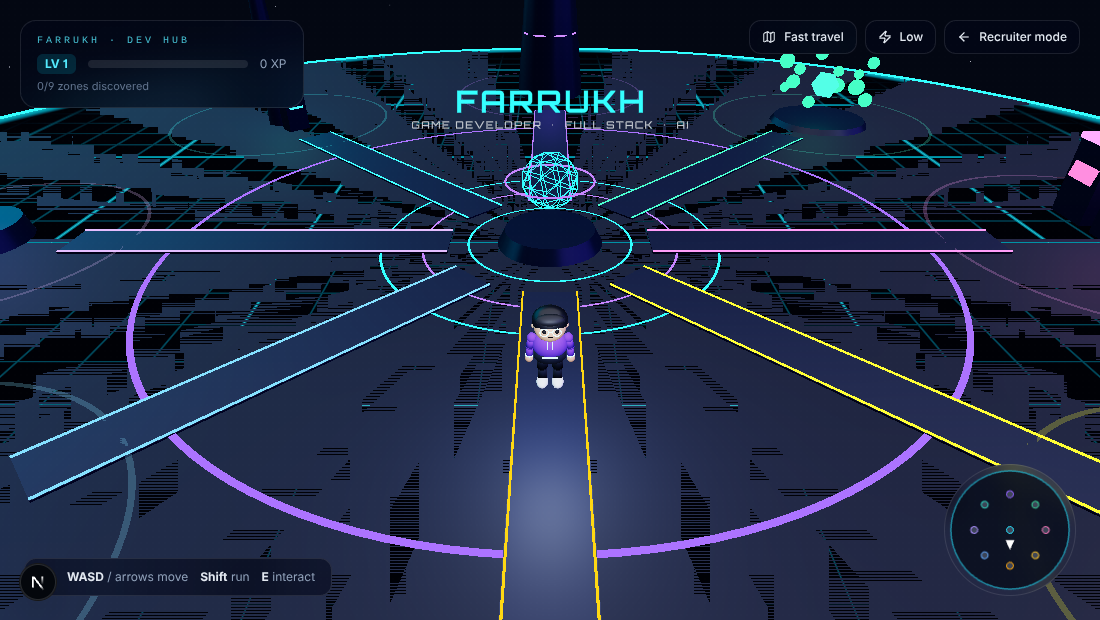 FARRUKH · DEV HUB
LV 1
0 XP
0/9 zones discovered
Fast travel
Low
Recruiter mode
FARRUKH
GAME DEVELOPER · FULL STACK · AI
WASD / arrows move Shift run E interact
N